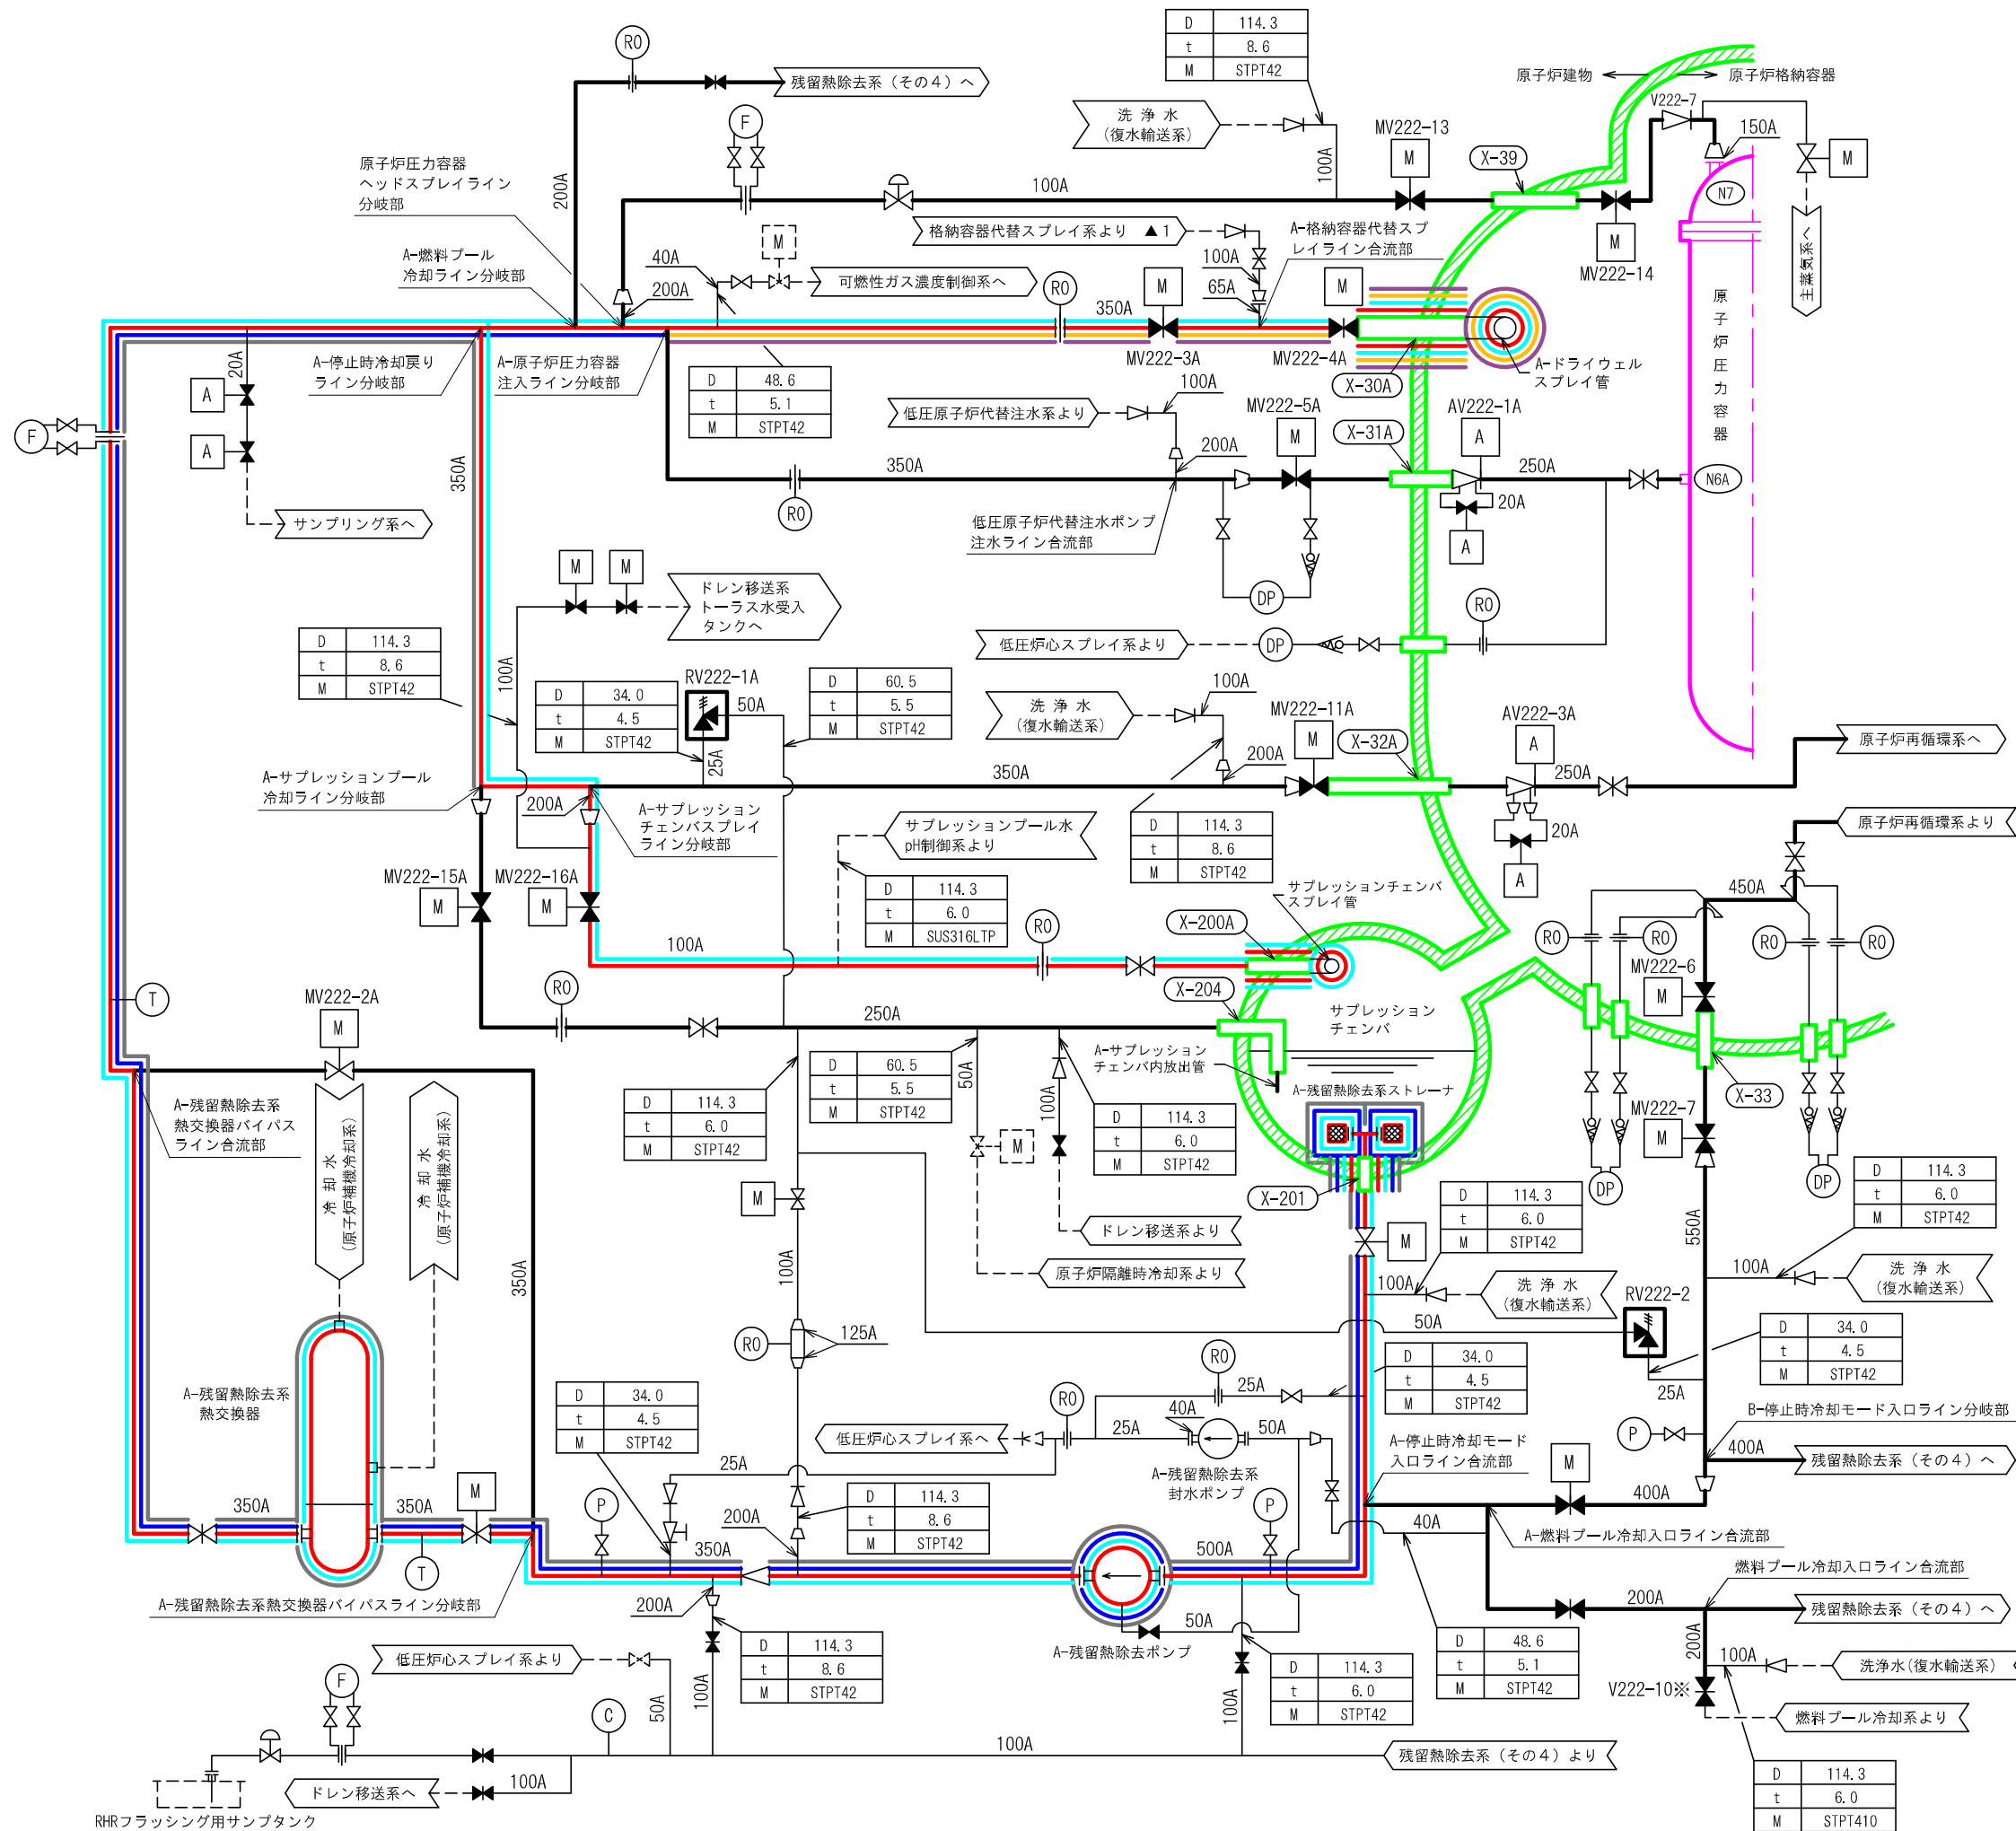 D 114.3
t 8.6
M STPT42
RO
残留熱除去系（その４）へ
原子炉建物
原子炉格納容器
洗 浄 水
(復水輸送系)
V222-7
F
MV222-13
M
100A
X-39
150A
M
原子炉圧力容器
ヘッドスプレイライン
分岐部
200A
100A
N7
格納容器代替スプレイ系より ▲１
A-格納容器代替スプ
レイライン合流部
M
MV222-14
主蒸気系へ
A-燃料プール
冷却ライン分岐部
40A
M
可燃性ガス濃度制御系へ
100A
65A
200A
RO
350A
M
M
原子炉圧力容器
20A
A-停止時冷却戻り
ライン分岐部
A-原子炉圧力容器
注入ライン分岐部
MV222-3A
MV222-4A
A-ドライウェル
スプレイ管
X-30A
D 48.6
t 5.1
M STPT42
A
A
F
低圧原子炉代替注水系より
100A
MV222-5A
M
X-31A
AV222-1A
A
350A
350A
200A
250A
N6A
RO
20A
A
サンプリング系へ
低圧原子炉代替注水ポンプ
注水ライン合流部
M
M
ドレン移送系
トーラス水受入
タンクへ
DP
RO
D 114.3
t 8.6
M STPT42
100A
低圧炉心スプレイ系より
DP
D 34.0
t 4.5
M STPT42
RV222-1A
50A
D 60.5
t 5.5
M STPT42
洗 浄 水
(復水輸送系)
100A
MV222-11A
M
X-32A
AV222-3A
A
原子炉再循環へ
25A
A-サプレッションプール
冷却ライン分岐部
350A
200A
250A
200A
A-サプレッション
チェンバスプレイ
ライン分岐部
サプレッションプール水
pH制御系より
D 114.3
t 8.6
M STPT42
20A
A
原子炉再循環系より
MV222-15A
M
MV222-16A
M
D 114.3
t 6.0
M SUS316LTP
サプレッションチェンバ
スプレイ管
450A
X-200A
100A
RO
RO
RO
RO
RO
MV222-6
M
T
MV222-2A
M
RO
250A
X-204
サプレッション
チェンバ
A-サプレッション
チェンバ内放出管
A-残留熱除去系ストレーナ
D 60.5
t 5.5
M STPT42
50A
100A
D 114.3
t 6.0
M STPT42
D 114.3
t 6.0
M STPT42
X-33
MV222-7
M
A-残留熱除去系
熱交換器バイパス
ライン合流部
冷 却 水
(原子炉補機冷却系)
冷 却 水
(原子炉補機冷却系)
M
M
X-201
DP
DP
D 114.3
t 6.0
M STPT42
D 114.3
t 6.0
M STPT42
ドレン移送系より
M
550A
350A
100A
原子炉隔離時冷却系より
100A
洗 浄 水
(復水輸送系)
100A
洗 浄 水
(復水輸送系)
RV222-2
RO
125A
50A
D 34.0
t 4.5
M STPT42
D 34.0
t 4.5
M STPT42
RO
25A
25A
A-残留熱除去系
熱交換器
D 34.0
t 4.5
M STPT42
RO
40A
低圧炉心スプレイ系へ
25A
50A
A-停止時冷却モード
入口ライン合流部
P
B-停止時冷却モード入口ライン分岐部
400A
残留熱除去系（その４）へ
25A
A-残留熱除去系
封水ポンプ
M
M
350A
350A
P
D 114.3
t 8.6
M STPT42
P
400A
40A
A-燃料プール冷却入口ライン合流部
200A
350A
500A
T
燃料プール冷却入口ライン合流部
A-残留熱除去系熱交換器バイパスライン分岐部
200A
50A
200A
残留熱除去系（その４）へ
D 114.3
t 8.6
M STPT42
A-残留熱除去ポンプ
D 48.6
t 5.1
M STPT42
200A
低圧炉心スプレイ系より
100A
洗浄水(復水輸送系)
D 114.3
t 6.0
M STPT42
F
50A
100A
100A
V222-10※
C
燃料プール冷却系より
100A
残留熱除去系（その４）より
ドレン移送系へ
100A
D 114.3
t 6.0
M STPT410
RHRフラッシング用サンプタンク